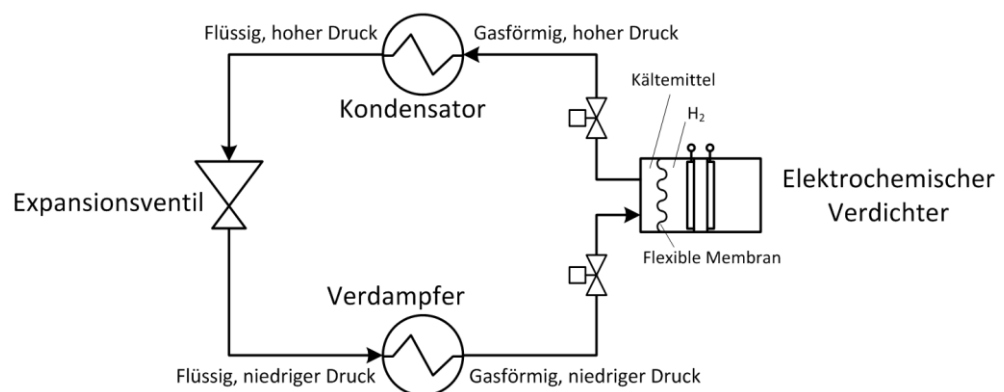 Flüssig, hoher Druck
Gasförmig, hoher Druck
Kondensator
Kältemittel
H₂
Expansionsventil
Elektrochemischer
Verdichter
Flexible Membran
Verdampfer
Flüssig, niedriger Druck
Gasförmig, niedriger Druck